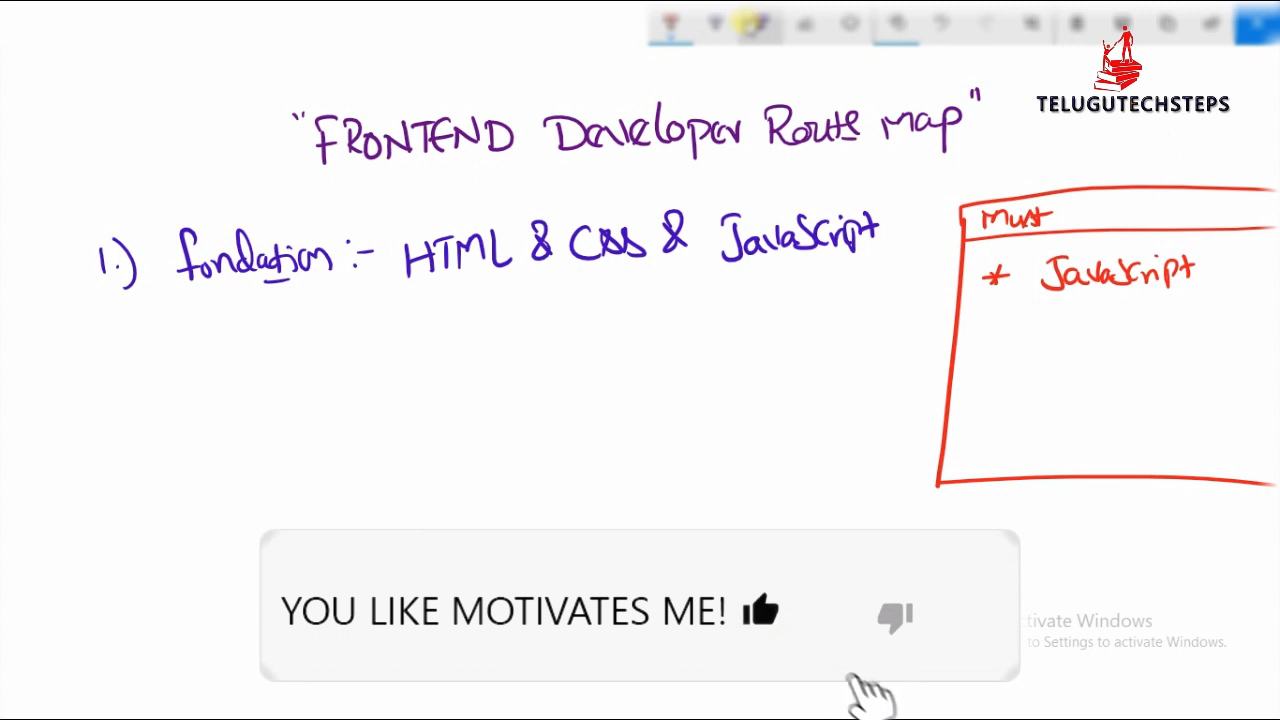 TELUGUTECHSTEPS
"FRONTEND Developer Route Map"
1.) fondation :- HTML & CSS & JavaScript
Must
* JavaScript
YOU LIKE MOTIVATES ME!
tivate Windows
to Settings to activate Windows.